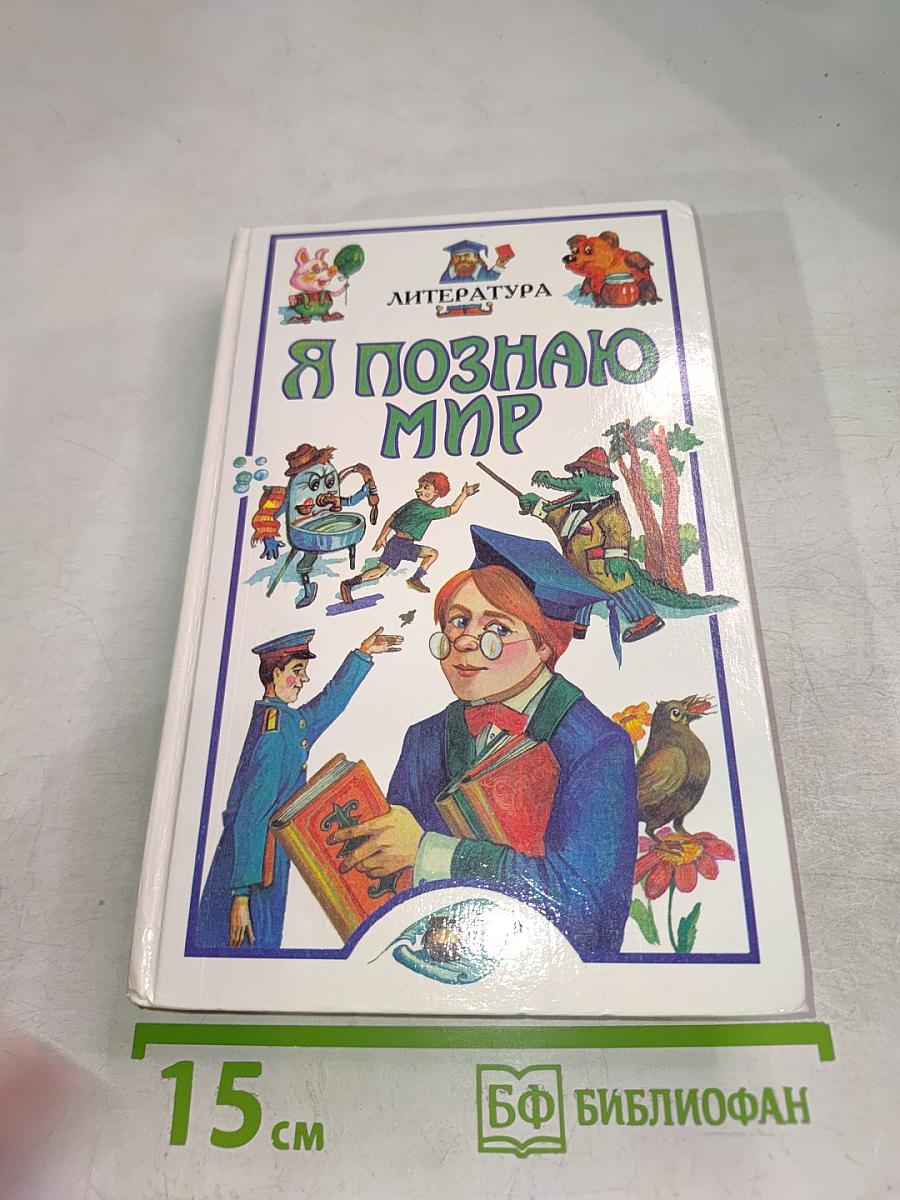 ЛИТЕРАТУРА
Я ПОЗНАЮ
МИР
15 см
БФ БИБЛИОФАН